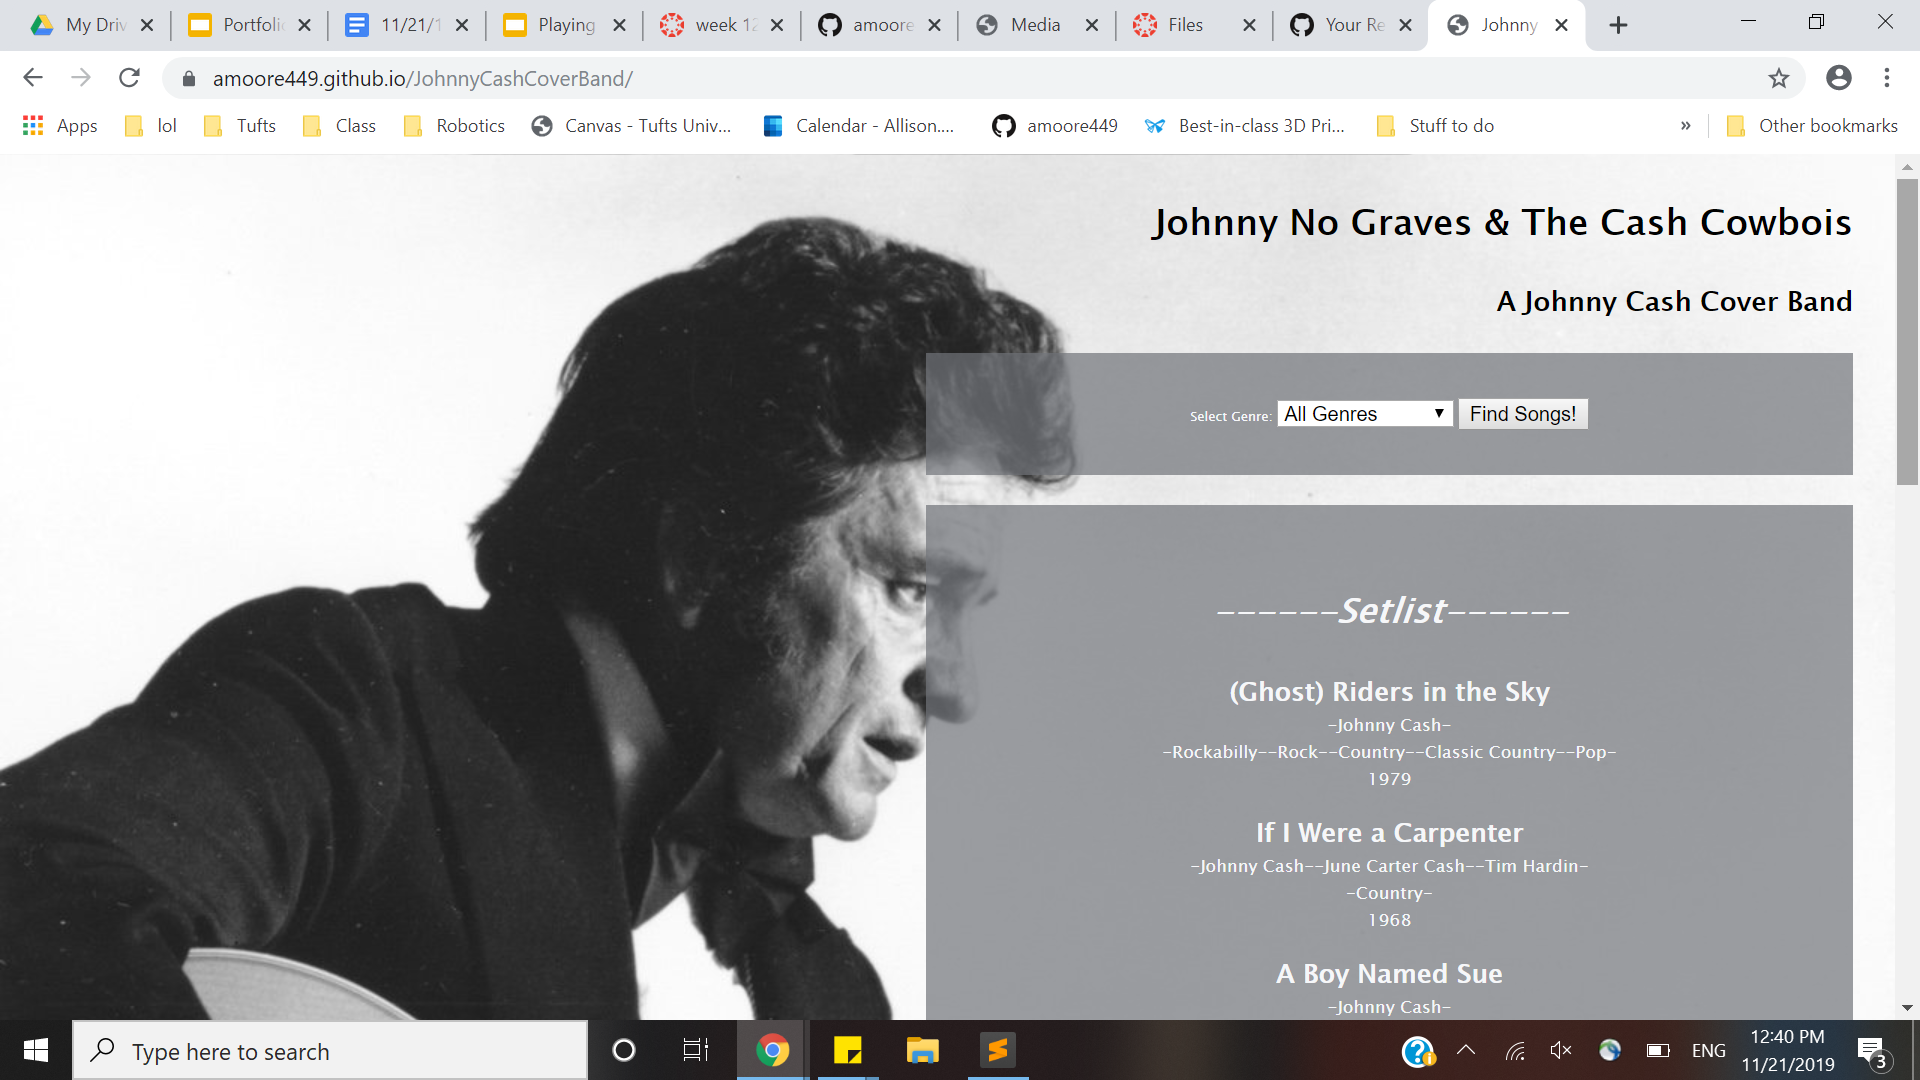 My Driv
Portfoli
11/21/1
Playing
week 12
amoore
Media
Files
Your Re
Johnny
amoore449.github.io/JohnnyCashCoverBand/
Apps
lol
Tufts
Class
Robotics
Canvas - Tufts Univ...
Calendar - Allison....
amoore449
Best-in-class 3D Pri...
Stuff to do
»
Other bookmarks
Johnny No Graves & The Cash Cowbois
A Johnny Cash Cover Band
Select Genre: All Genres Find Songs!
------Setlist------
(Ghost) Riders in the Sky
-Johnny Cash-
-Rockabilly--Rock--Country--Classic Country--Pop-
1979
If I Were a Carpenter
-Johnny Cash--June Carter Cash--Tim Hardin-
-Country-
1968
A Boy Named Sue
-Johnny Cash-
Type here to search
ENG
12:40 PM
11/21/2019
3